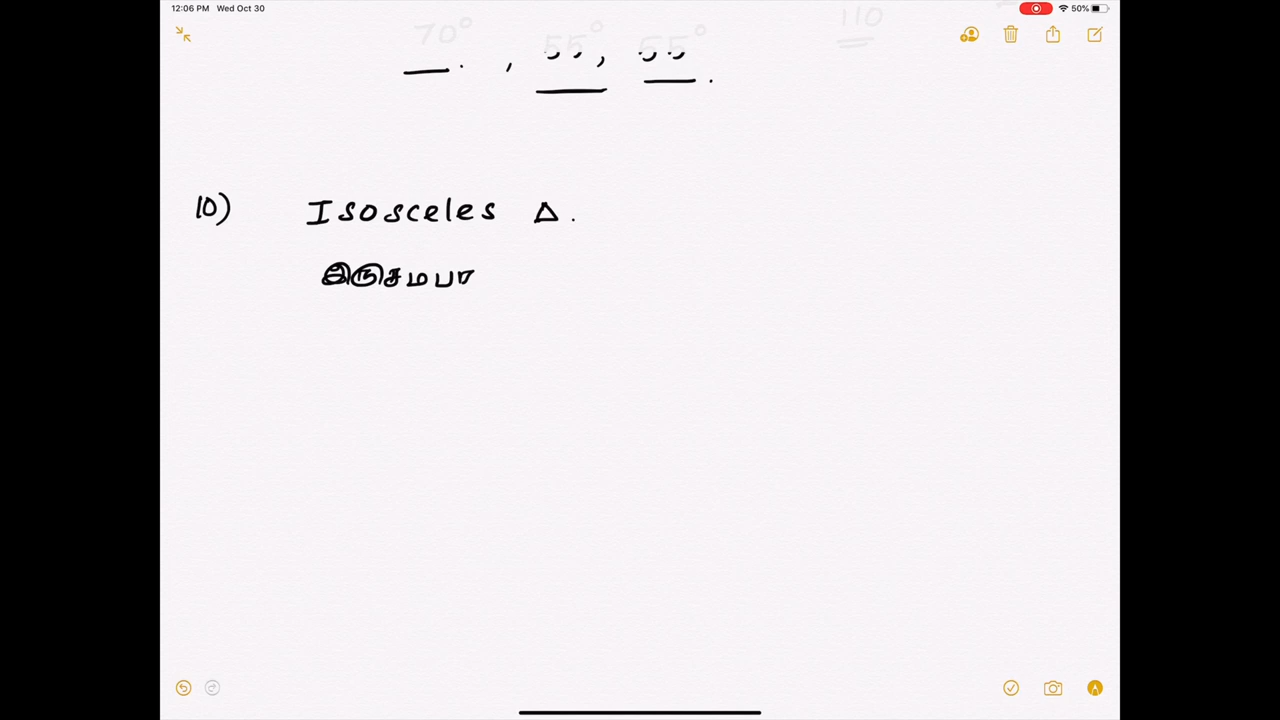 12:06 PM Wed Oct 30
50%
70° 110
. , 55°, 55° .
10) Isosceles Δ.
இருசமபா